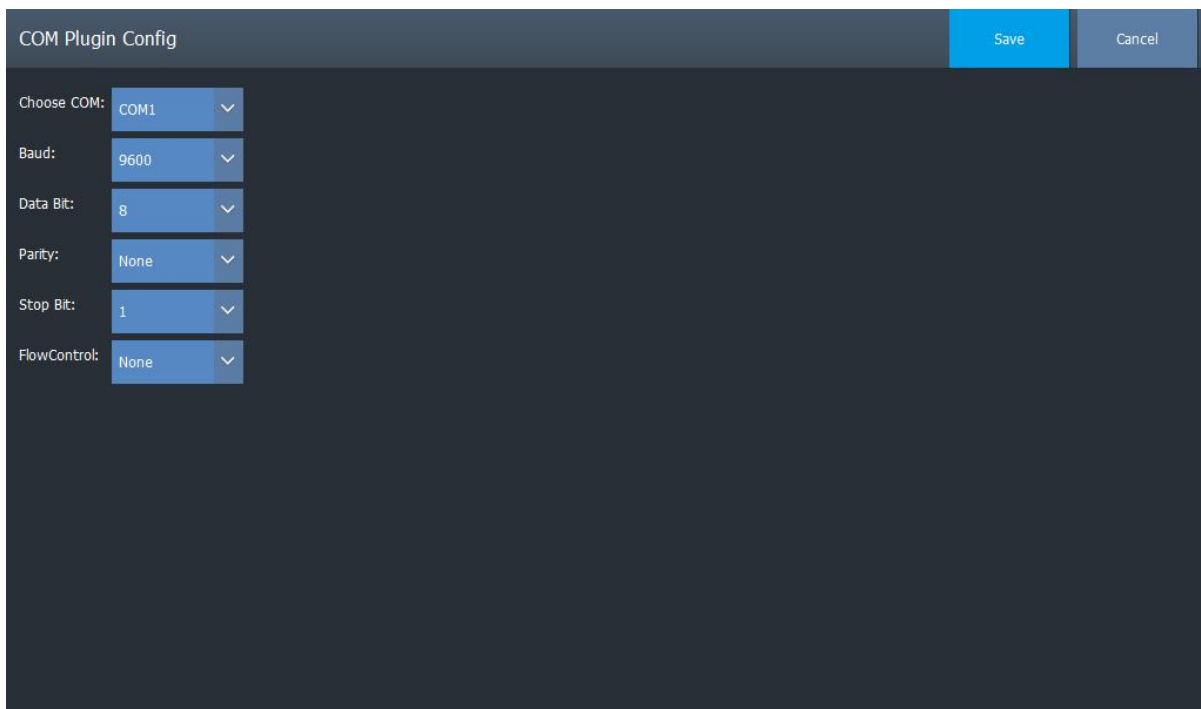 COM Plugin Config
Save
Cancel
Choose COM: COM1
Baud: 9600
Data Bit: 8
Parity: None
Stop Bit: 1
FlowControl: None